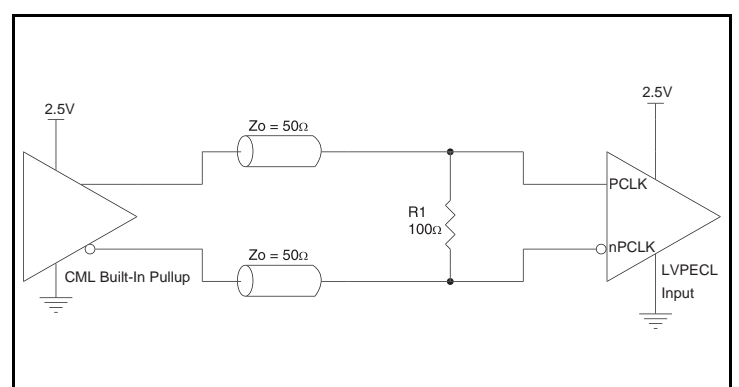 2.5V
2.5V
Zo = 50Ω
PCLK
R1
100Ω
Zo = 50Ω
nPCLK
CML Built-In Pullup
LVPECL
Input